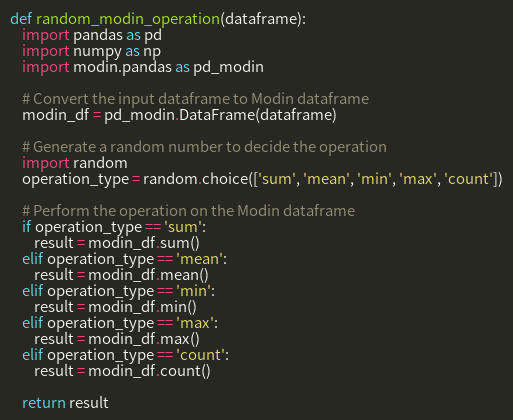 def random_modin_operation(dataframe):
    import pandas as pd
    import numpy as np
    import modin.pandas as pd_modin

    # Convert the input dataframe to Modin dataframe
    modin_df = pd_modin.DataFrame(dataframe)

    # Generate a random number to decide the operation
    import random
    operation_type = random.choice(['sum', 'mean', 'min', 'max', 'count'])

    # Perform the operation on the Modin dataframe
    if operation_type == 'sum':
        result = modin_df.sum()
    elif operation_type == 'mean':
        result = modin_df.mean()
    elif operation_type == 'min':
        result = modin_df.min()
    elif operation_type == 'max':
        result = modin_df.max()
    elif operation_type == 'count':
        result = modin_df.count()

    return result